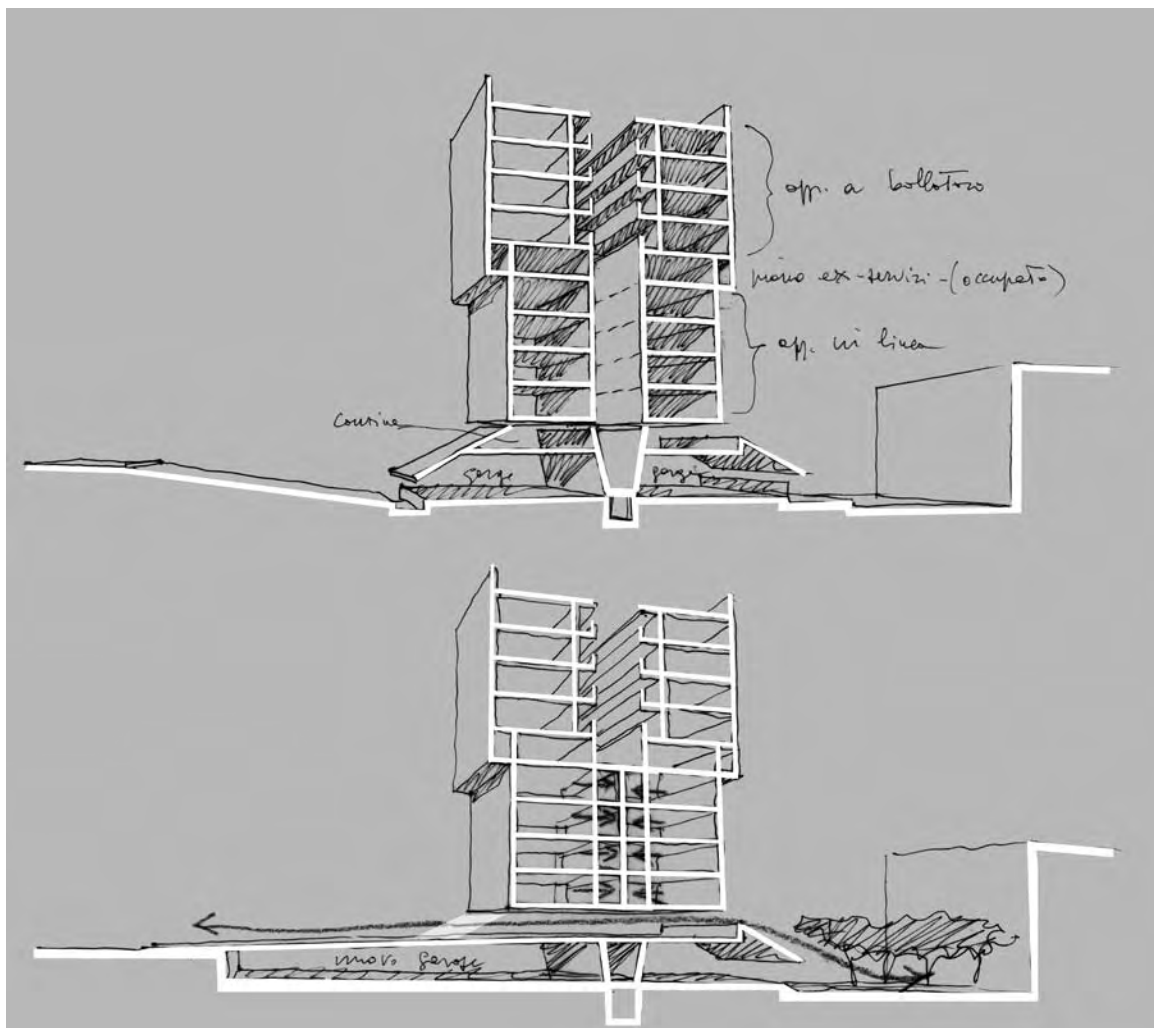 app. a ballatoio
piano ex-servizi-(occupato)
app. in linea
cantine
garage
garage
nuovo garage